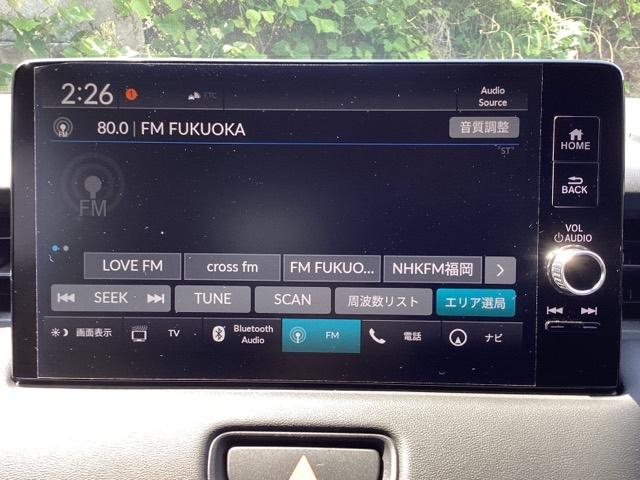 2:26 1 ETC Audio Source
FM 80.0 | FM FUKUOKA 音質調整
"ST"
FM
HOME
BACK
VOL
AUDIO
LOVE FM cross fm FM FUKUO... NHKFM福岡
SEEK TUNE SCAN 周波数リスト エリア選局
画面表示 TV Bluetooth Audio FM 電話 ナビ